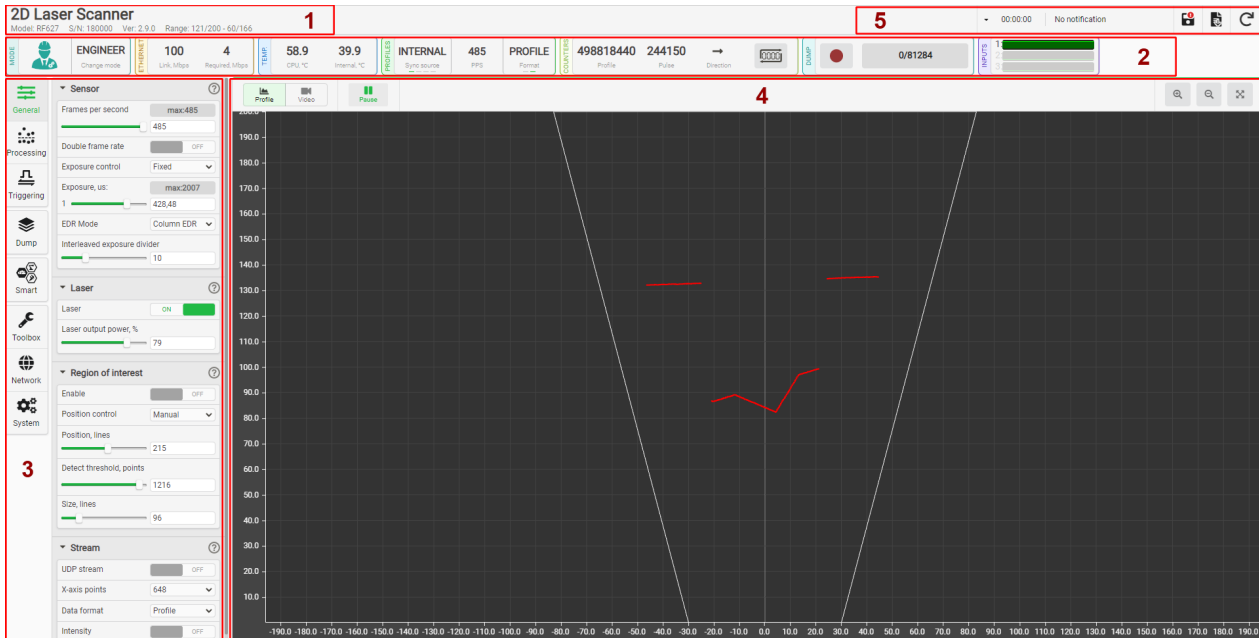 2D Laser Scanner
Model: RF627 S/N: 180000 Ver: 2.9.0 Range: 121/200 - 60/166
1
5
00:00:00 No notification
MODE
ENGINEER
Change mode
ETHERNET
100 4
Link, Mbps Required, Mbps
TEMP.
58.9 39.9
CPU, °C Internal, °C
PROFILES
INTERNAL 485 PROFILE
Sync source PPS Format
COUNTERS
498818440 244150 →
Profile Pulse Direction
0000
DUMP
0/81284
INPUTS
1
2
3
2
General
Processing
Triggering
Dump
Smart
Toolbox
Network
System
3
Sensor ?
Frames per second max:485
485
Double frame rate OFF
Exposure control Fixed
Exposure, us: max:2007
1 428,48
EDR Mode Column EDR
Interleaved exposure divider
10
Laser ?
Laser ON
Laser output power, %
79
Region of interest ?
Enable OFF
Position control Manual
Position, lines
215
Detect threshold, points
1216
Size, lines
96
Stream ?
UDP stream OFF
X-axis points 648
Data format Profile
Intensity OFF
Profile Video Pause
4
200.0
190.0
180.0
170.0
160.0
150.0
140.0
130.0
120.0
110.0
100.0
90.0
80.0
70.0
60.0
50.0
40.0
30.0
20.0
10.0
-190.0 -180.0 -170.0 -160.0 -150.0 -140.0 -130.0 -120.0 -110.0 -100.0 -90.0 -80.0 -70.0 -60.0 -50.0 -40.0 -30.0 -20.0 -10.0 0.0 10.0 20.0 30.0 40.0 50.0 60.0 70.0 80.0 90.0 100.0 110.0 120.0 130.0 140.0 150.0 160.0 170.0 180.0 190.0